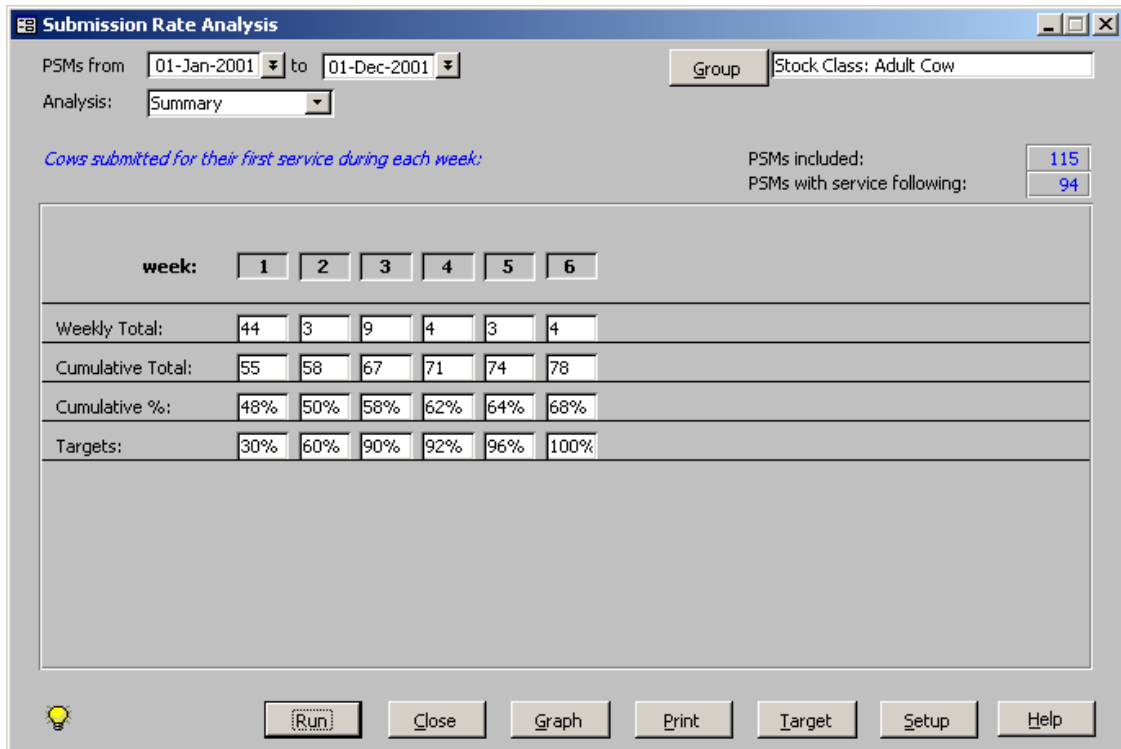 Submission Rate Analysis
PSMs from 01-Jan-2001 to 01-Dec-2001 Group Stock Class: Adult Cow
Analysis: Summary
Cows submitted for their first service during each week: PSMs included: 115
PSMs with service following: 94
week: 1 2 3 4 5 6
Weekly Total: 44 3 9 4 3 4
Cumulative Total: 55 58 67 71 74 78
Cumulative %: 48% 50% 58% 62% 64% 68%
Targets: 30% 60% 90% 92% 96% 100%
Run Close Graph Print Target Setup Help